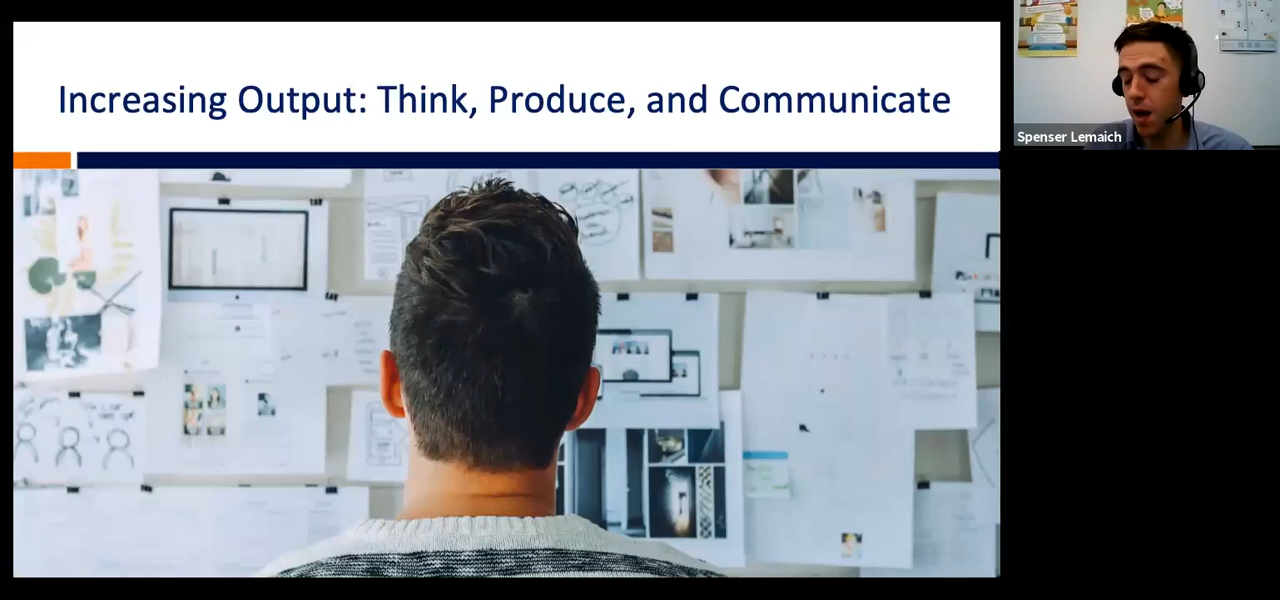 Increasing Output: Think, Produce, and Communicate
Spenser Lemaich